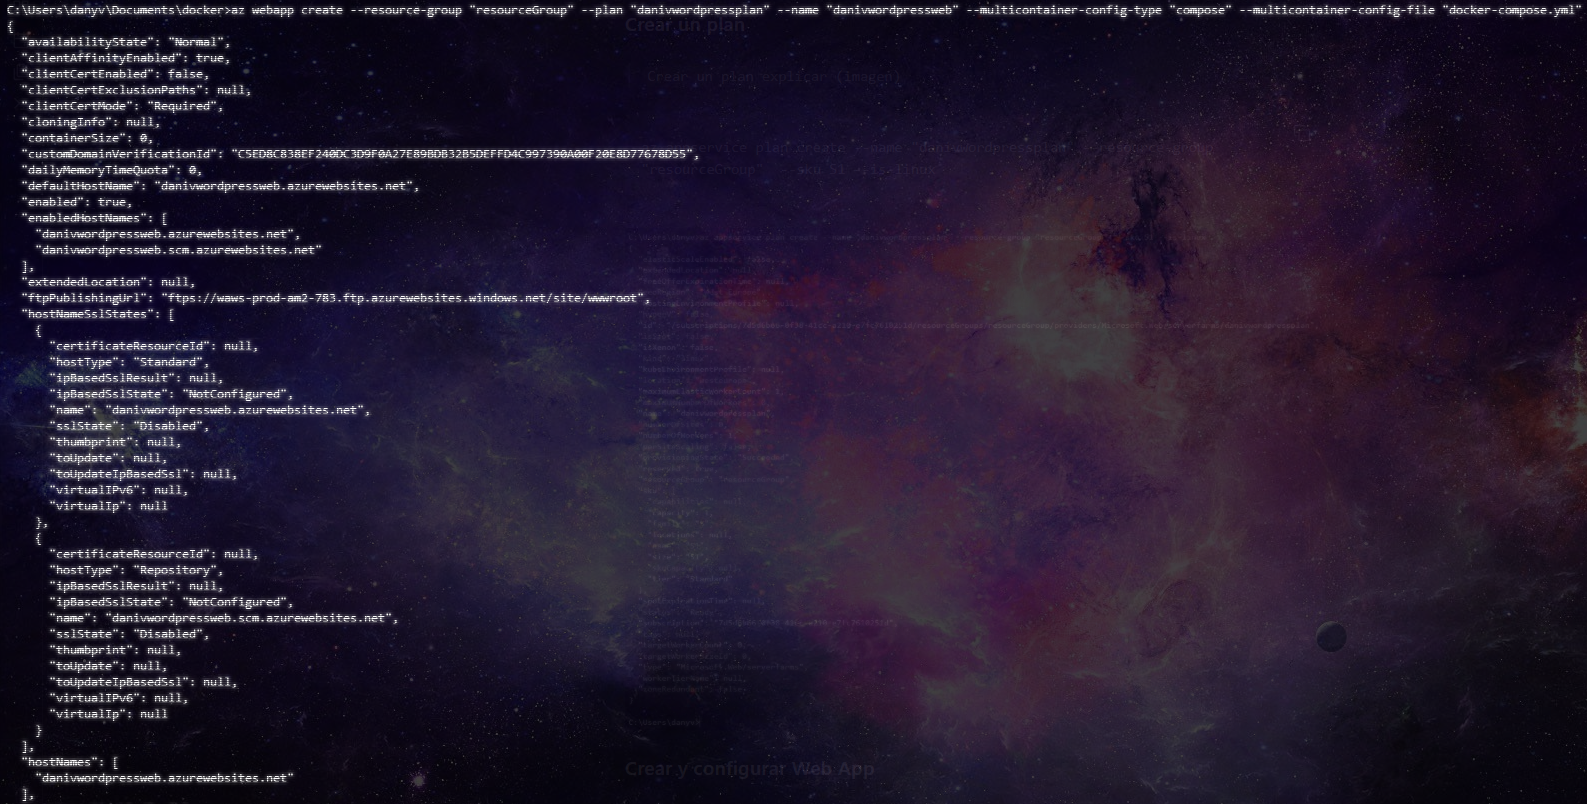 C:\Users\danyv\Documents\docker>az webapp create --resource-group "resourceGroup" --plan "danivwordpressplan" --name "danivwordpressweb" --multicontainer-config-type "compose" --multicontainer-config-file "docker-compose.yml"
{
"availabilityState": "Normal",
"clientAffinityEnabled": true,
"clientCertEnabled": false,
"clientCertExclusionPaths": null,
"clientCertMode": "Required",
"cloningInfo": null,
"containerSize": 0,
"customDomainVerificationId": "C5ED8C838EF240DC3D9F0A27E89BDB32B5DEFFD4C997390A00F20E8D77678D55",
"dailyMemoryTimeQuota": 0,
"defaultHostName": "danivwordpressweb.azurewebsites.net",
"enabled": true,
"enabledHostNames": [
"danivwordpressweb.azurewebsites.net",
"danivwordpressweb.scm.azurewebsites.net"
],
"extendedLocation": null,
"ftpPublishingUrl": "ftps://waws-prod-am2-783.ftp.azurewebsites.windows.net/site/wwwroot",
"hostNameSslStates": [
{
"certificateResourceId": null,
"hostType": "Standard",
"ipBasedSslResult": null,
"ipBasedSslState": "NotConfigured",
"name": "danivwordpressweb.azurewebsites.net",
"sslState": "Disabled",
"thumbprint": null,
"toUpdate": null,
"toUpdateIpBasedSsl": null,
"virtualIPv6": null,
"virtualIp": null
},
{
"certificateResourceId": null,
"hostType": "Repository",
"ipBasedSslResult": null,
"ipBasedSslState": "NotConfigured",
"name": "danivwordpressweb.scm.azurewebsites.net",
"sslState": "Disabled",
"thumbprint": null,
"toUpdate": null,
"toUpdateIpBasedSsl": null,
"virtualIPv6": null,
"virtualIp": null
}
],
"hostNames": [
"danivwordpressweb.azurewebsites.net"
],
Crear un plan
Crear un plan explicar (imagen)
Crear y configurar Web App